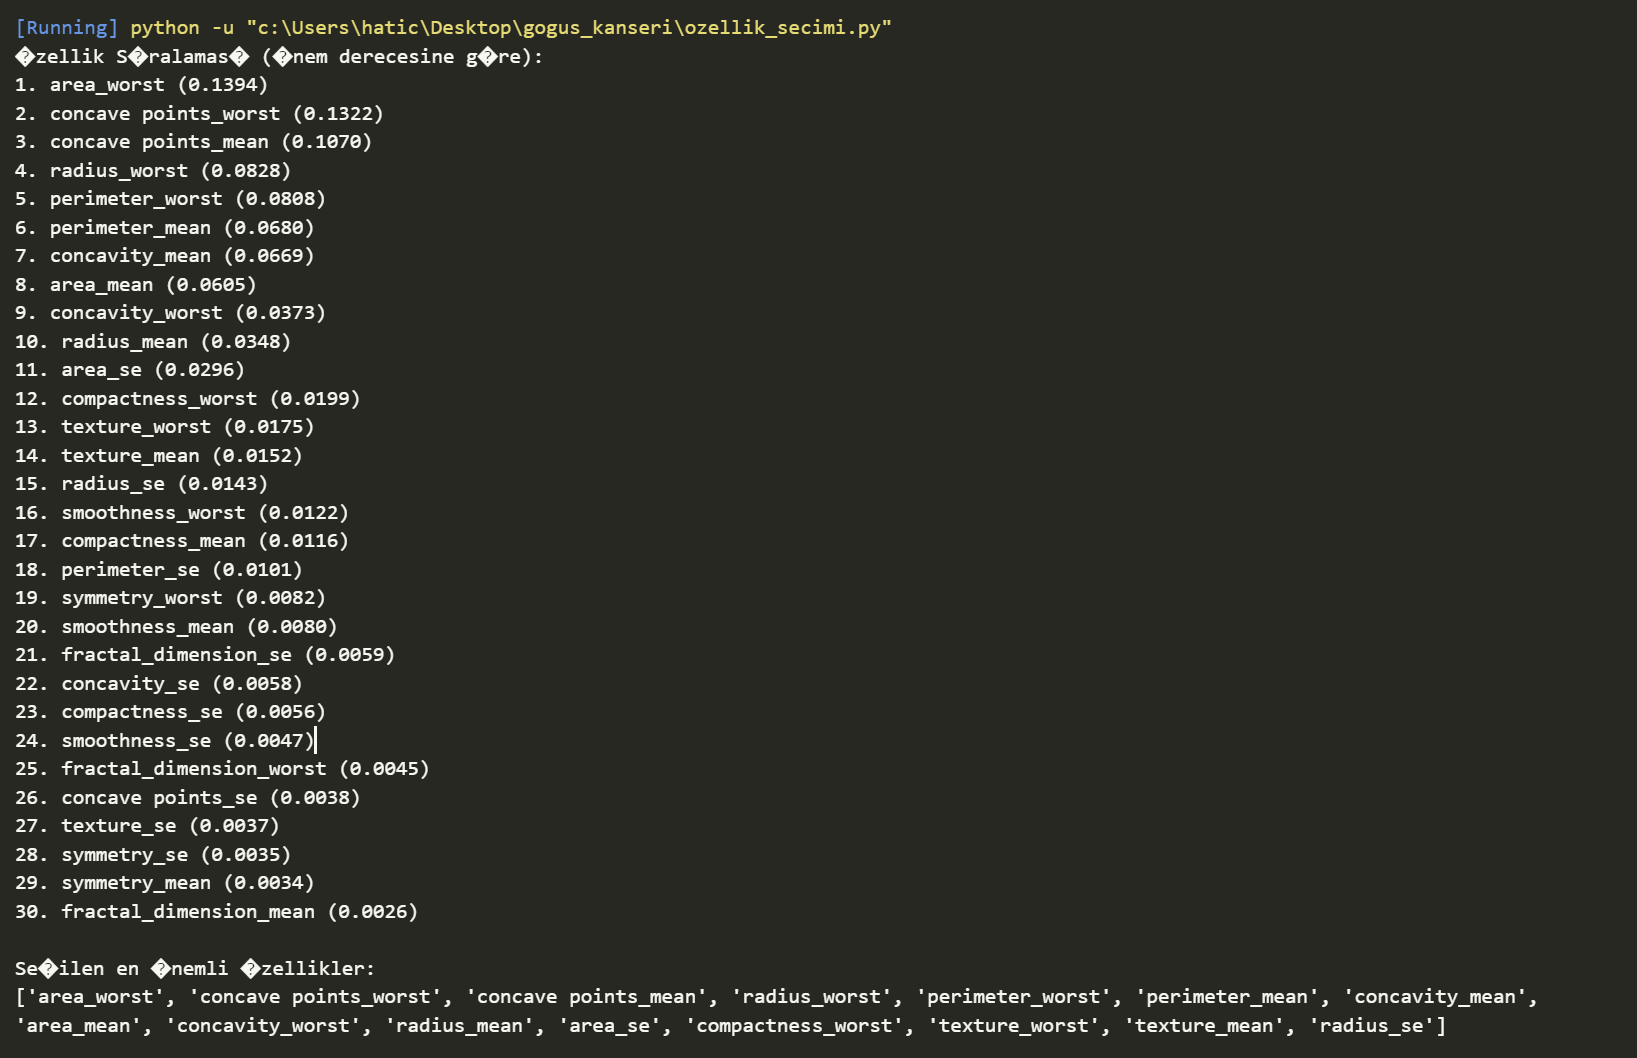 [Running] python -u "c:\Users\hatic\Desktop\gogus_kanseri\ozellik_secimi.py"
�zellik S�ralamas� (�nem derecesine g�re):
1. area_worst (0.1394)
2. concave points_worst (0.1322)
3. concave points_mean (0.1070)
4. radius_worst (0.0828)
5. perimeter_worst (0.0808)
6. perimeter_mean (0.0680)
7. concavity_mean (0.0669)
8. area_mean (0.0605)
9. concavity_worst (0.0373)
10. radius_mean (0.0348)
11. area_se (0.0296)
12. compactness_worst (0.0199)
13. texture_worst (0.0175)
14. texture_mean (0.0152)
15. radius_se (0.0143)
16. smoothness_worst (0.0122)
17. compactness_mean (0.0116)
18. perimeter_se (0.0101)
19. symmetry_worst (0.0082)
20. smoothness_mean (0.0080)
21. fractal_dimension_se (0.0059)
22. concavity_se (0.0058)
23. compactness_se (0.0056)
24. smoothness_se (0.0047)
25. fractal_dimension_worst (0.0045)
26. concave points_se (0.0038)
27. texture_se (0.0037)
28. symmetry_se (0.0035)
29. symmetry_mean (0.0034)
30. fractal_dimension_mean (0.0026)
Se�ilen en �nemli �zellikler:
['area_worst', 'concave points_worst', 'concave points_mean', 'radius_worst', 'perimeter_worst', 'perimeter_mean', 'concavity_mean',
'area_mean', 'concavity_worst', 'radius_mean', 'area_se', 'compactness_worst', 'texture_worst', 'texture_mean', 'radius_se']